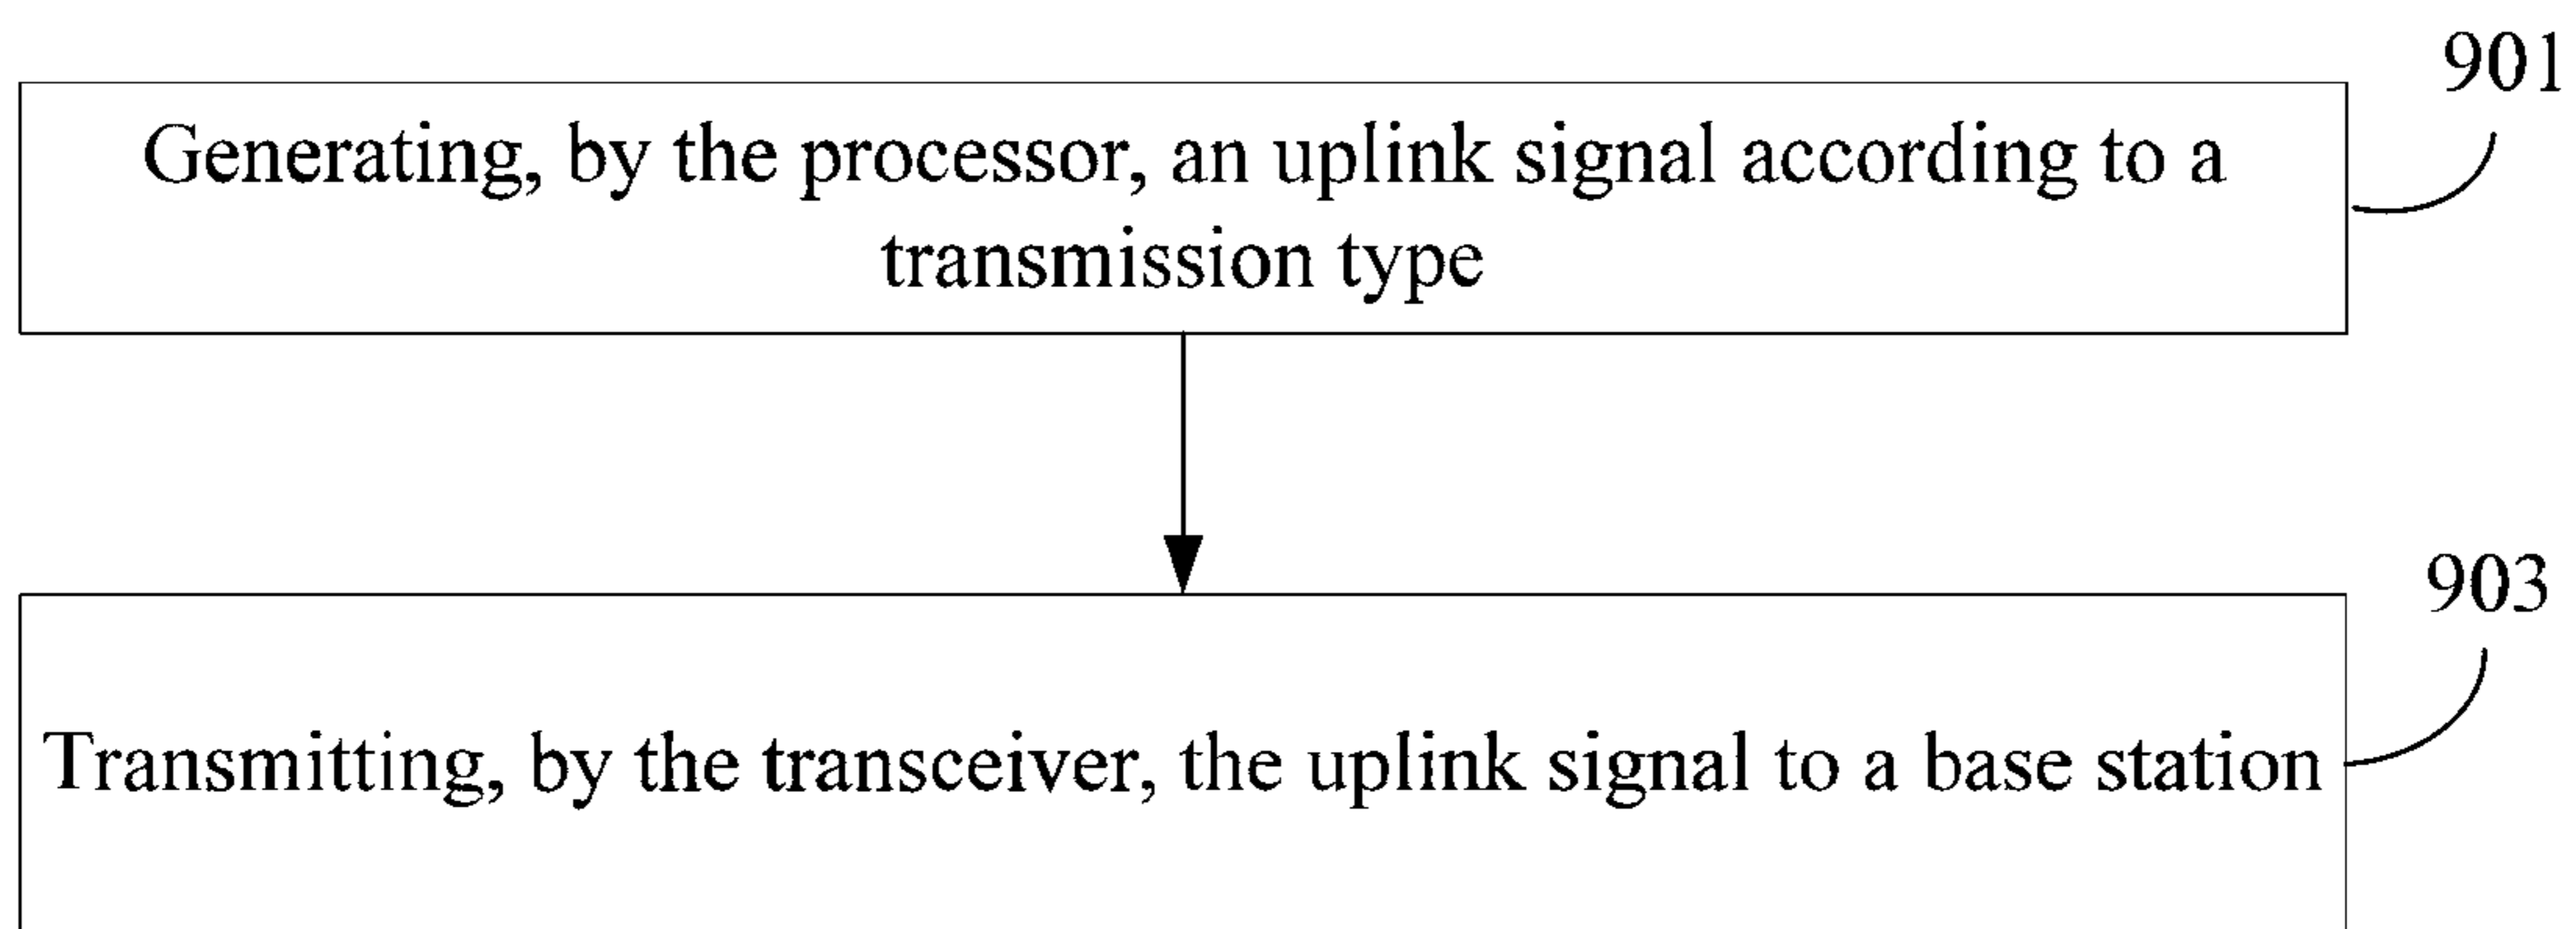 901
Generating, by the processor, an uplink signal according to a
transmission type
903
Transmitting, by the transceiver, the uplink signal to a base station